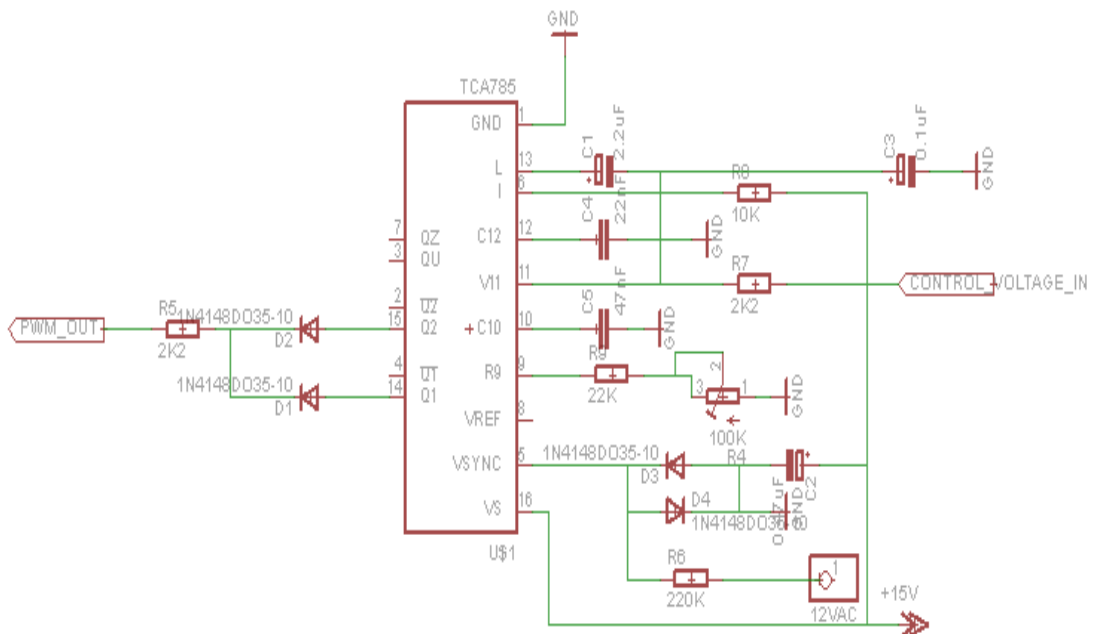 GND
TCA785
GND
1
L
13
C1
2.2uF
C3
0.1uF
GND
I
6
R8
10K
7
QZ
3
QU
C12
12
C4
22nF
GND
V11
11
R7
2K2
CONTROL_VOLTAGE_IN
2
QZ
15
Q2
PWM_OUT
R5
2K2
1N4148DO35-10
D2
C10
10
C5
47nF
GND
4
Q1
14
Q1
1N4148DO35-10
D1
R9
9
R9
22K
2
3
1
100K
R4
GND
VREF
8
VSYNC
5
1N4148DO35-10
D3
C2
GND
VS
16
D4
U$1
R6
220K
1
12VAC
+15V